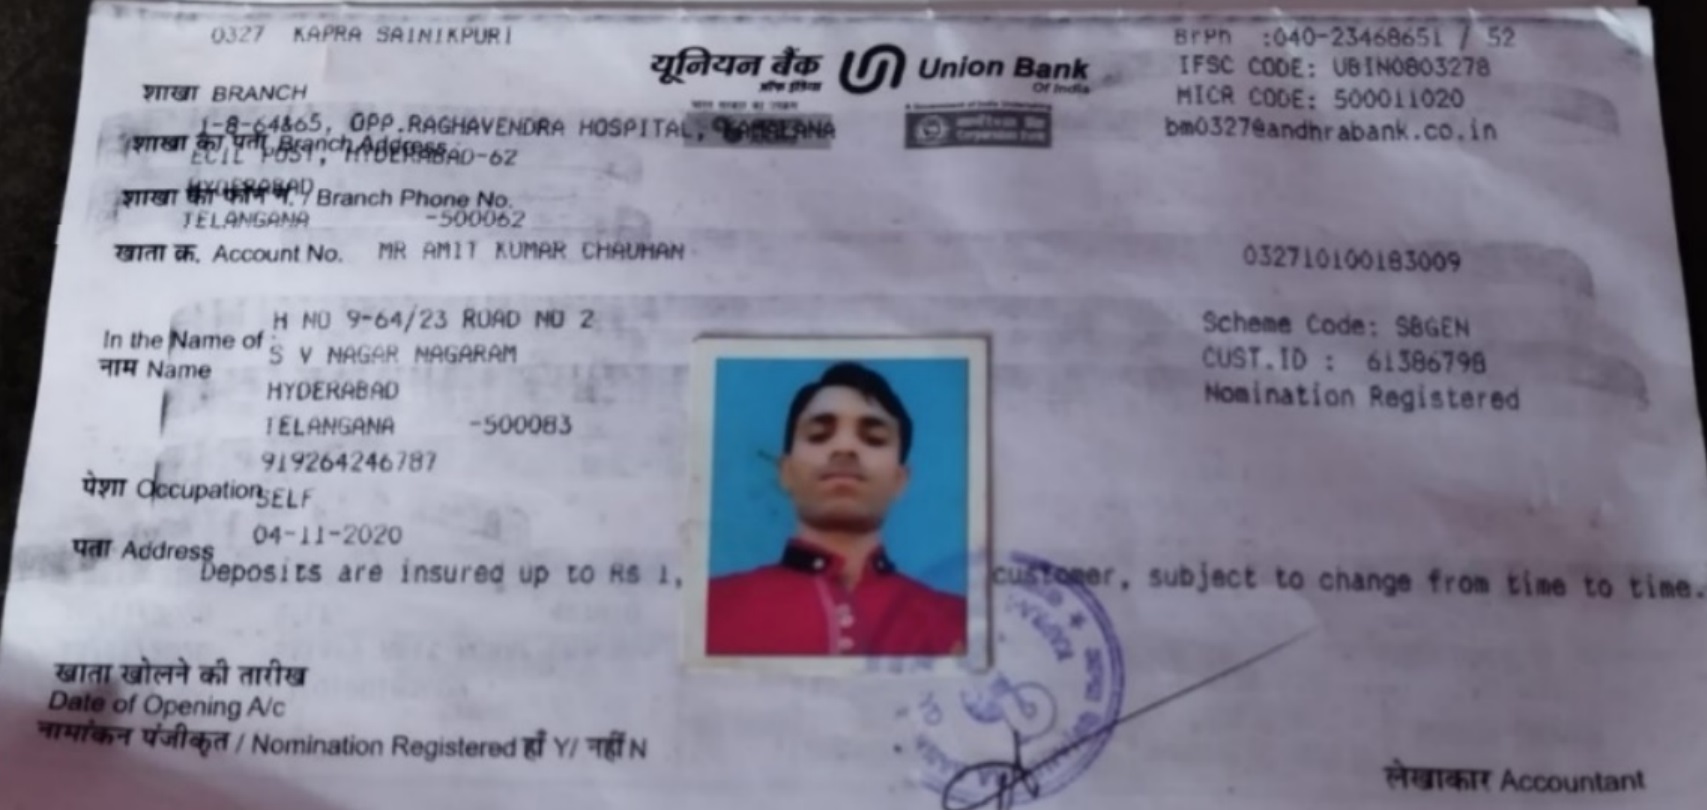 0327 KAPRA SAINIKPURI
यूनियन बैंक
ऑफ इंडिया
Union Bank
Of India
BrPh :040-23468651 / 52
IFSC CODE: UBIN0803278
MICR CODE: 500011020
bm0327@andhrabank.co.in
शाखा BRANCH
1-8-64&65, OPP.RAGHAVENDRA HOSPITAL,
शाखा का पता Branch Address
ECIL POST, HYDERABAD-62
HYDERABAD
शाखा का फोन नं. / Branch Phone No.
TELANGANA -500062
खाता क्र. Account No. MR AMIT KUMAR CHAUHAN
032710100183009
H NO 9-64/23 ROAD NO 2
In the Name of :
S V NAGAR NAGARAM
नाम Name
HYDERABAD
TELANGANA -500083
919264246787
Scheme Code: SBGEN
CUST.ID : 61386798
Nomination Registered
पेशा Occupation
SELF
04-11-2020
पता Address
Deposits are insured up to Rs 1, customer, subject to change from time to time.
खाता खोलने की तारीख
Date of Opening A/c
नामांकन पंजीकृत / Nomination Registered हाँ Y/ नहीं N
लेखाकार Accountant